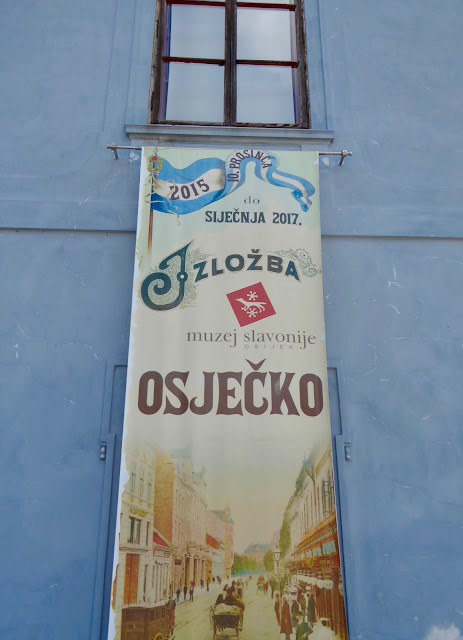 10. PROSINCA
2015
do
SIJEČNJA 2017.
IZLOŽBA
muzej slavonije
OSIJEK
OSJEČKO